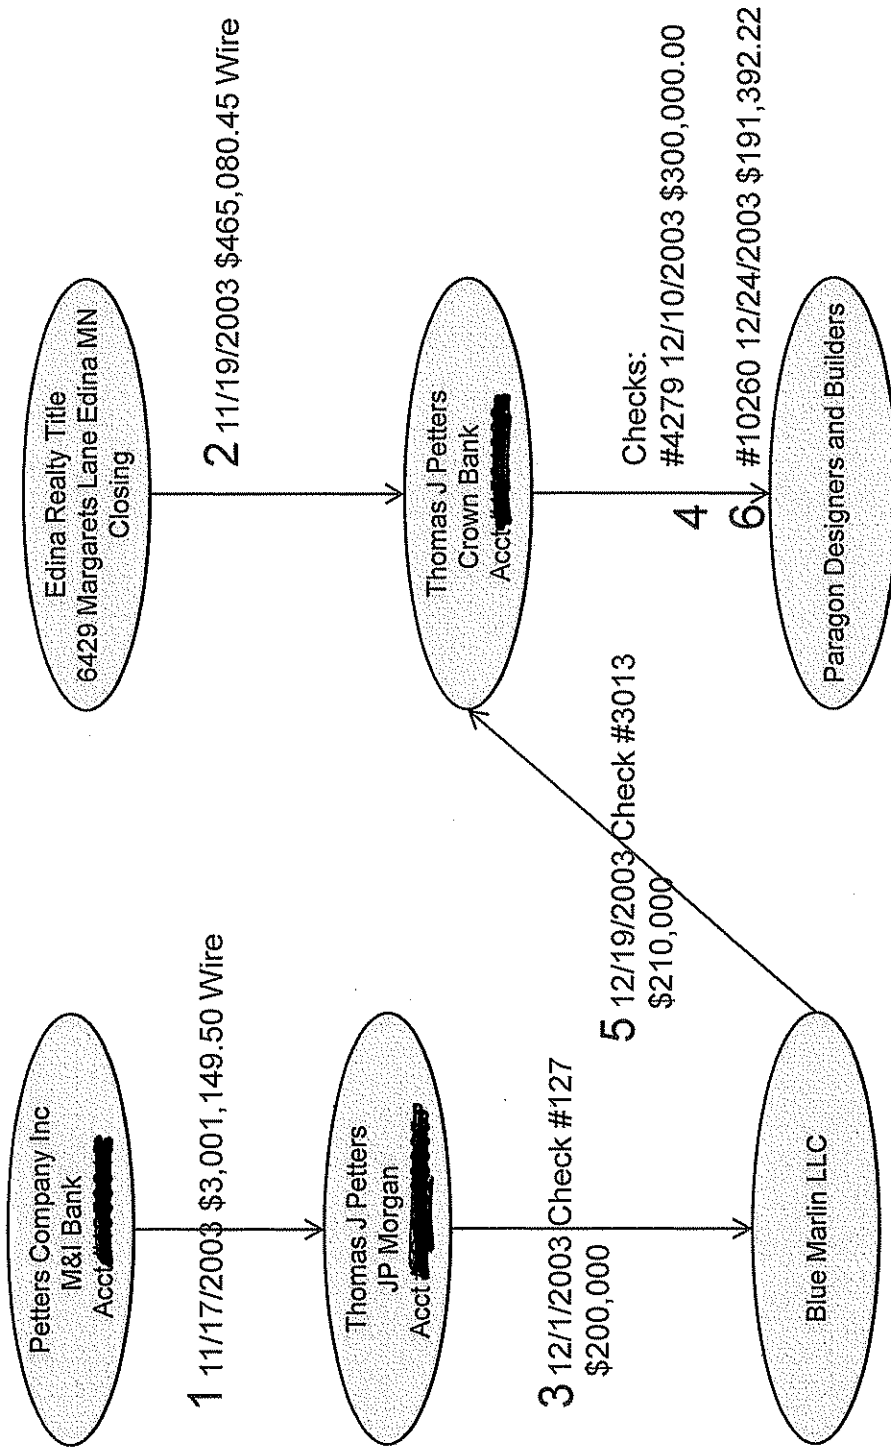 Petters Company Inc
M&I Bank
Acct
1 11/17/2003 $3,001,149.50 Wire
Thomas J Petters
JP Morgan
Acct
3 12/1/2003 Check #127
$200,000
Blue Marlin LLC
5 12/19/2003 Check #3013
$210,000
Edina Realty Title
6429 Margarets Lane Edina MN
Closing
2 11/19/2003 $465,080.45 Wire
Thomas J Petters
Crown Bank
Acct
Checks:
4 #4279 12/10/2003 $300,000.00
6 #10260 12/24/2003 $191,392.22
Paragon Designers and Builders